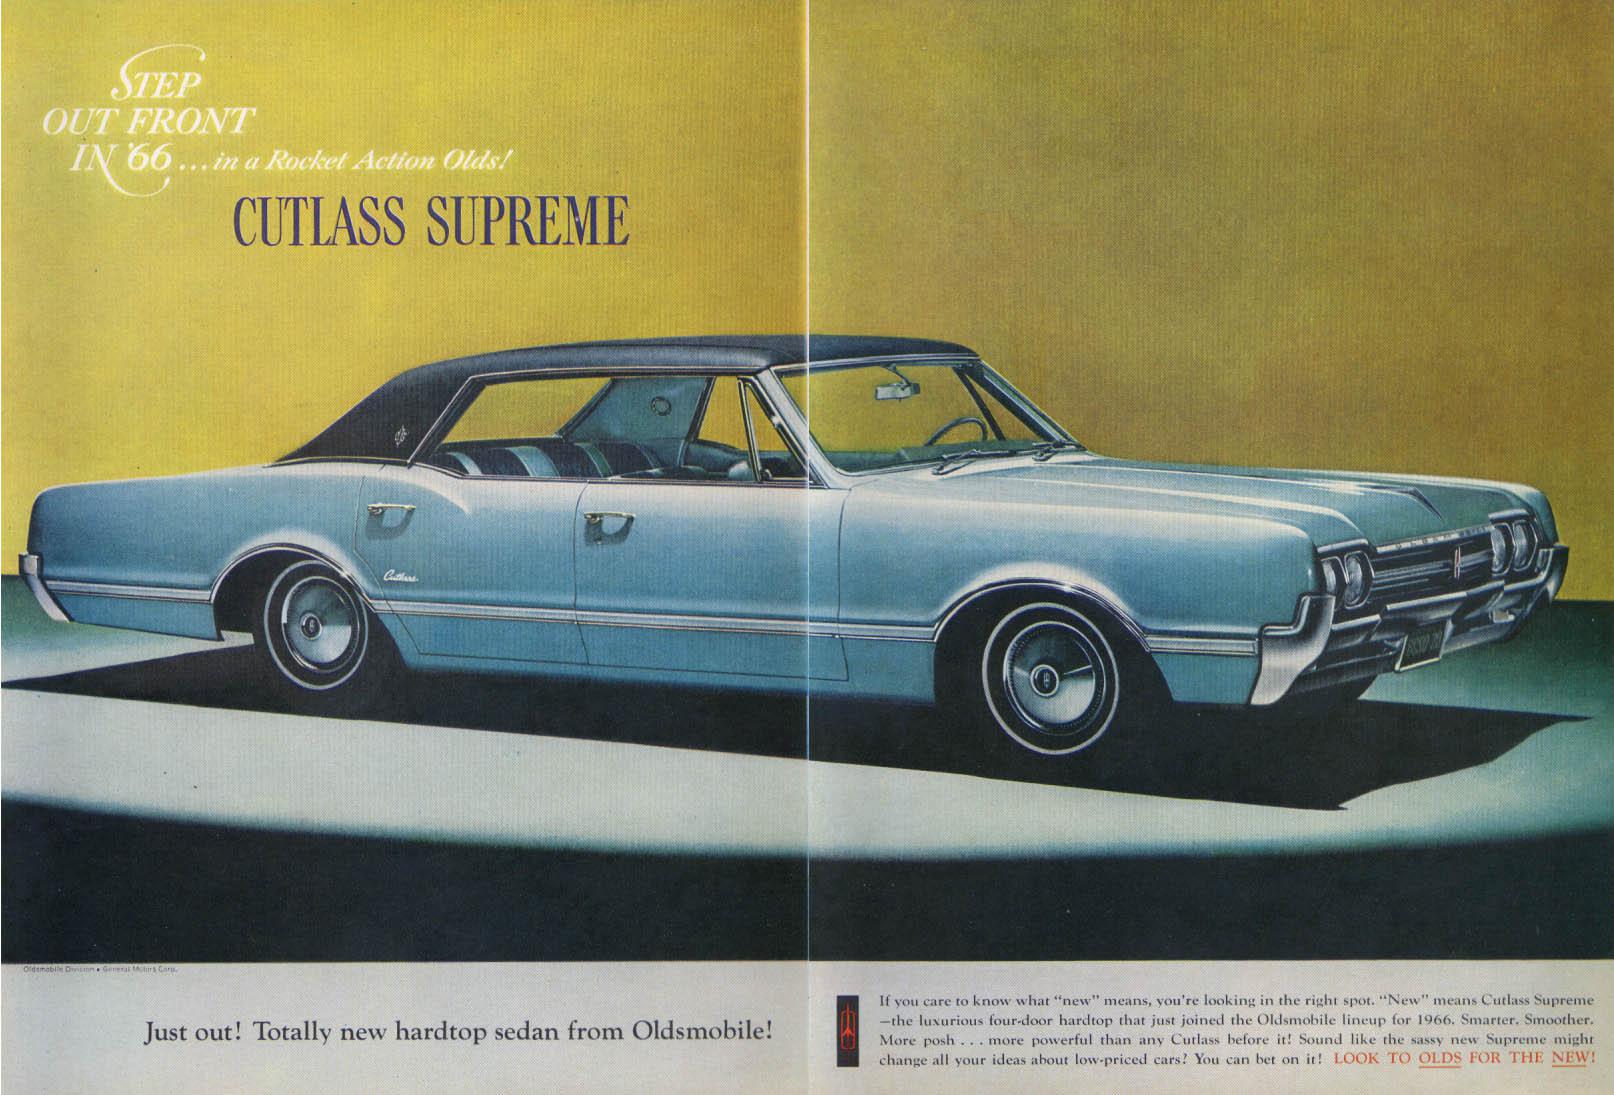 STEP
OUT FRONT
IN '66...in a Rocket Action Olds!
CUTLASS SUPREME
Cutlass
OLDSMOBILE
Oldsmobile Division • General Motors Corp.
Just out! Totally new hardtop sedan from Oldsmobile!
If you care to know what “new” means, you're looking in the right spot. “New” means Cutlass Supreme
—the luxurious four-door hardtop that just joined the Oldsmobile lineup for 1966. Smarter. Smoother.
More posh . . . more powerful than any Cutlass before it! Sound like the sassy new Supreme might
change all your ideas about low-priced cars? You can bet on it! LOOK TO OLDS FOR THE NEW!